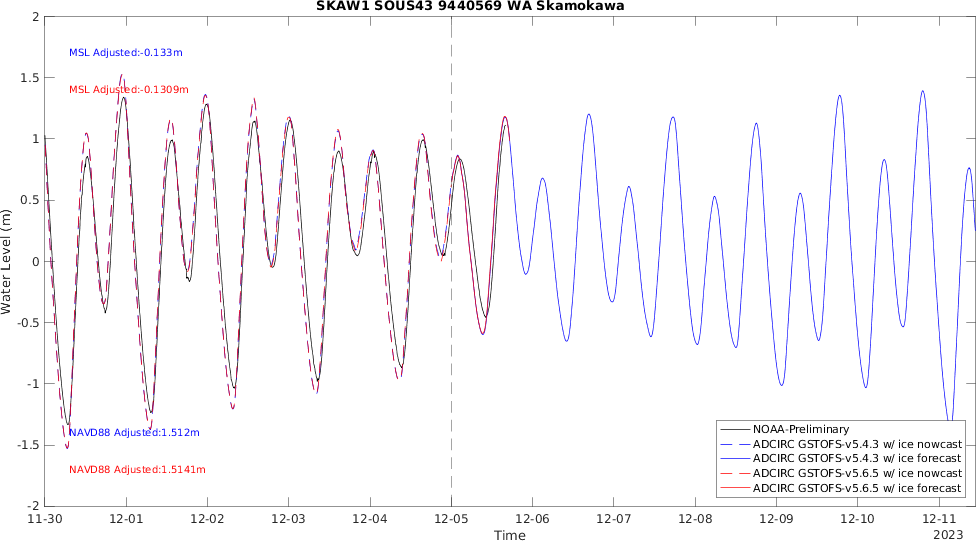 SKAW1 SOUS43 9440569 WA Skamokawa
2
1.5
1
0.5
0
-0.5
-1
-1.5
-2
Water Level (m)
MSL Adjusted:-0.133m
MSL Adjusted:-0.1309m
NAVD88 Adjusted:1.512m
NAVD88 Adjusted:1.5141m
NOAA-Preliminary
ADCIRC GSTOFS-v5.4.3 w/ ice nowcast
ADCIRC GSTOFS-v5.4.3 w/ ice forecast
ADCIRC GSTOFS-v5.6.5 w/ ice nowcast
ADCIRC GSTOFS-v5.6.5 w/ ice forecast
11-30 12-01 12-02 12-03 12-04 12-05 12-06 12-07 12-08 12-09 12-10 12-11
Time
2023